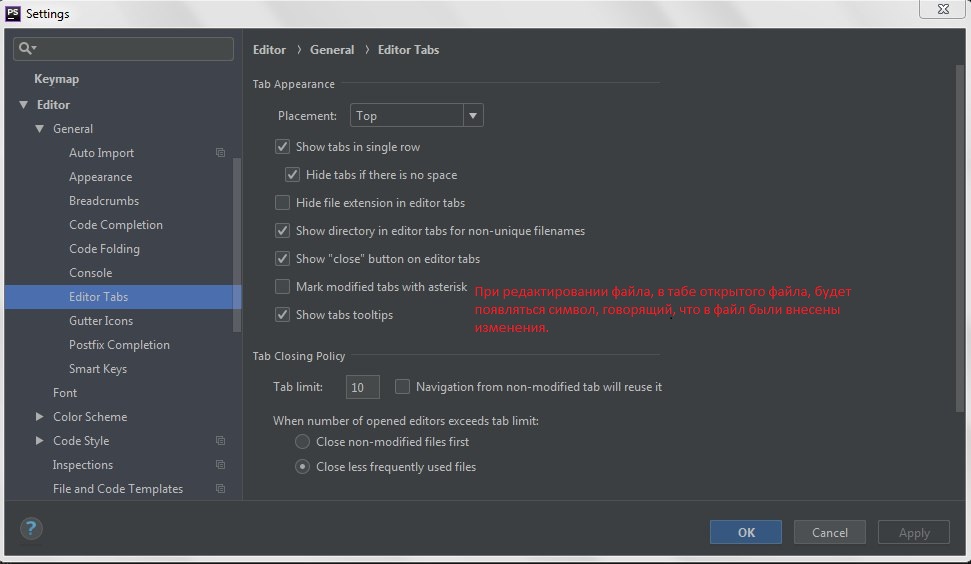 PS Settings
Keymap
Editor
General
Auto Import
Appearance
Breadcrumbs
Code Completion
Code Folding
Console
Editor Tabs
Gutter Icons
Postfix Completion
Smart Keys
Font
Color Scheme
Code Style
Inspections
File and Code Templates
Editor › General › Editor Tabs
Tab Appearance
Placement: Top
Show tabs in single row
Hide tabs if there is no space
Hide file extension in editor tabs
Show directory in editor tabs for non-unique filenames
Show "close" button on editor tabs
Mark modified tabs with asterisk
При редактировании файла, в табе открытого файла, будет
появляться символ, говорящий, что в файл были внесены
изменения.
Show tabs tooltips
Tab Closing Policy
Tab limit: 10 Navigation from non-modified tab will reuse it
When number of opened editors exceeds tab limit:
Close non-modified files first
Close less frequently used files
? OK Cancel Apply